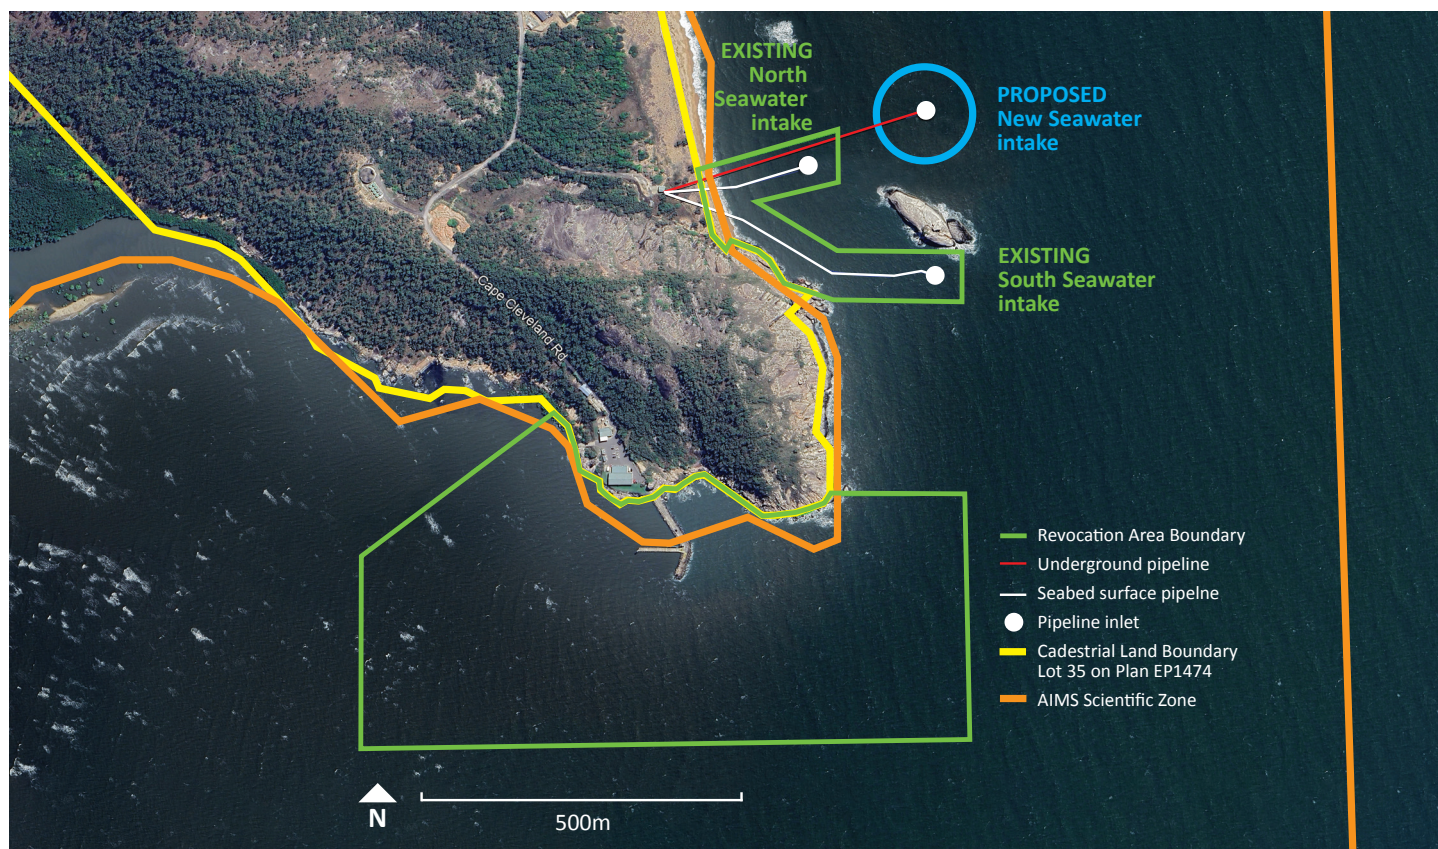 EXISTING
North
Seawater
intake
PROPOSED
New Seawater
intake
EXISTING
South Seawater
intake
Cape Cleveland Rd
Revocation Area Boundary
Underground pipeline
Seabed surface pipelne
Pipeline inlet
Cadestrial Land Boundary
Lot 35 on Plan EP1474
AIMS Scientific Zone
N
500m